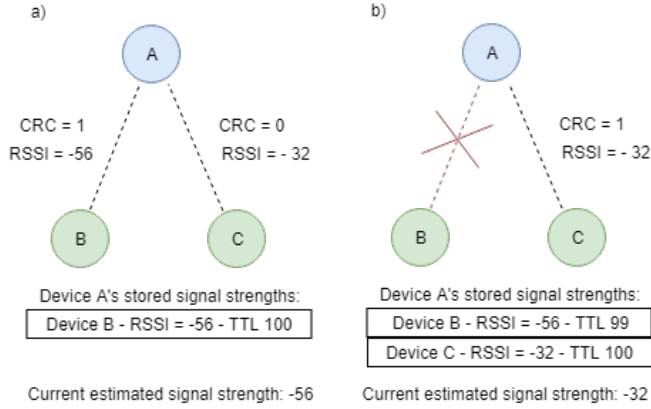 a)
A
CRC = 1
RSSI = -56
CRC = 0
RSSI = - 32
B
C
Device A's stored signal strengths:
Device B - RSSI = -56 - TTL 100
Current estimated signal strength: -56
b)
A
CRC = 1
RSSI = - 32
B
C
Device A's stored signal strengths:
Device B - RSSI = -56 - TTL 99
Device C - RSSI = -32 - TTL 100
Current estimated signal strength: -32